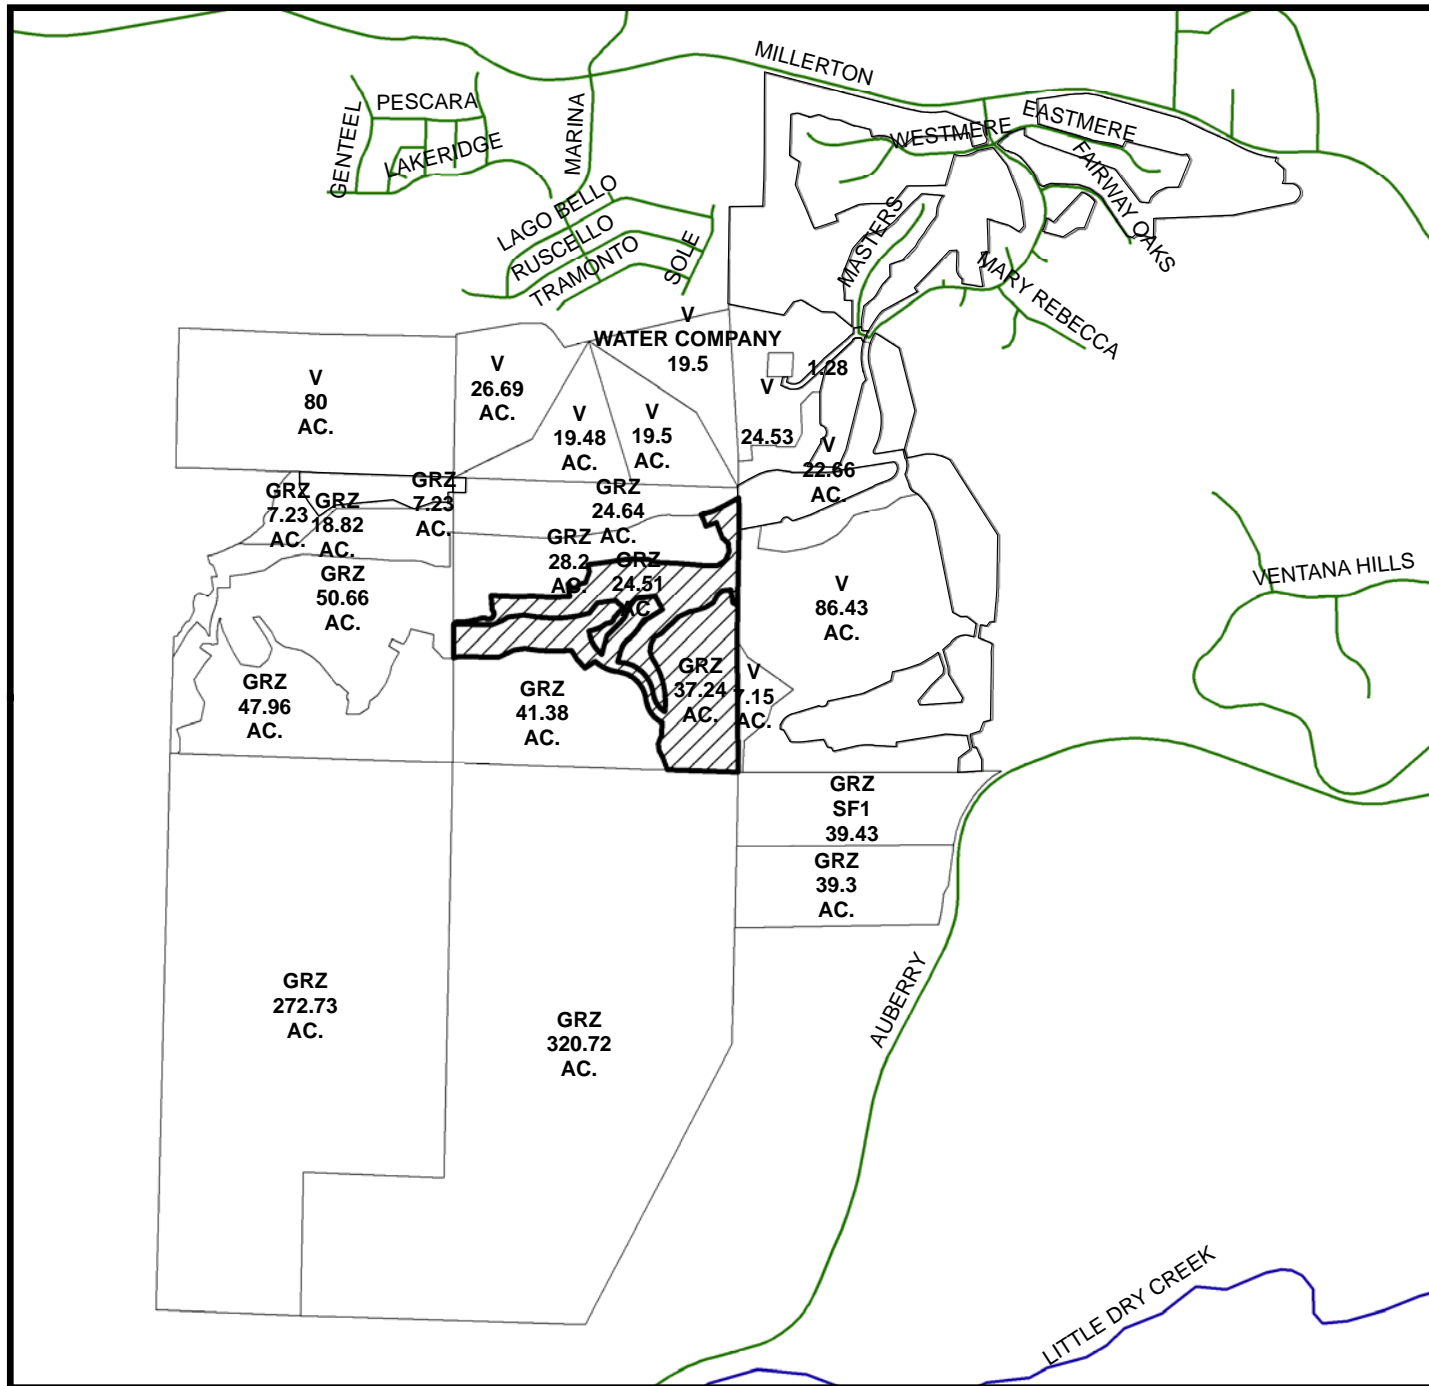 MILLERTON
PESCARA
GENTEEL
LAKERIDGE
MARINA
WESTMERE
EASTMERE
FAIRWAY OAKS
LAGO BELLO
RUSCELLO
TRAMONTO
SOLE
MASTERS
MARY REBECCA
V
WATER COMPANY
19.5
V
80
AC.
V
26.69
AC.
V
19.48
AC.
V
19.5
AC.
1.28
V
24.53
V
22.66
AC.
GRZ
7.23
AC.
GRZ
18.82
AC.
GRZ
7.23
AC.
GRZ
24.64
AC.
GRZ
28.2
AC.
GRZ
24.51
AC
GRZ
50.66
AC.
V
86.43
AC.
VENTANA HILLS
GRZ
47.96
AC.
GRZ
41.38
AC.
GRZ
37.24
AC.
V
7.15
AC.
GRZ
SF1
39.43
GRZ
39.3
AC.
GRZ
272.73
AC.
GRZ
320.72
AC.
AUBERRY
LITTLE DRY CREEK